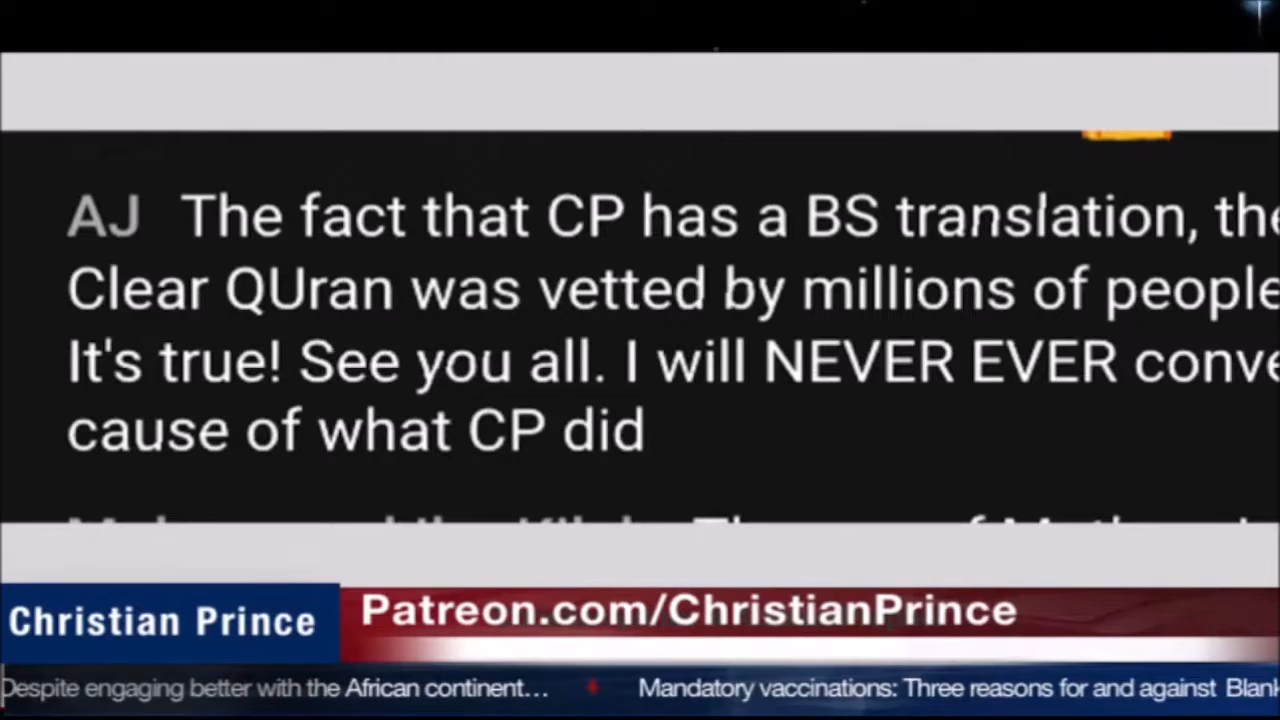 AJ The fact that CP has a BS translation, the
Clear QUran was vetted by millions of people
It's true! See you all. I will NEVER EVER conve
cause of what CP did
Christian Prince
Patreon.com/ChristianPrince
Despite engaging better with the African continent… Mandatory vaccinations: Three reasons for and against Blank